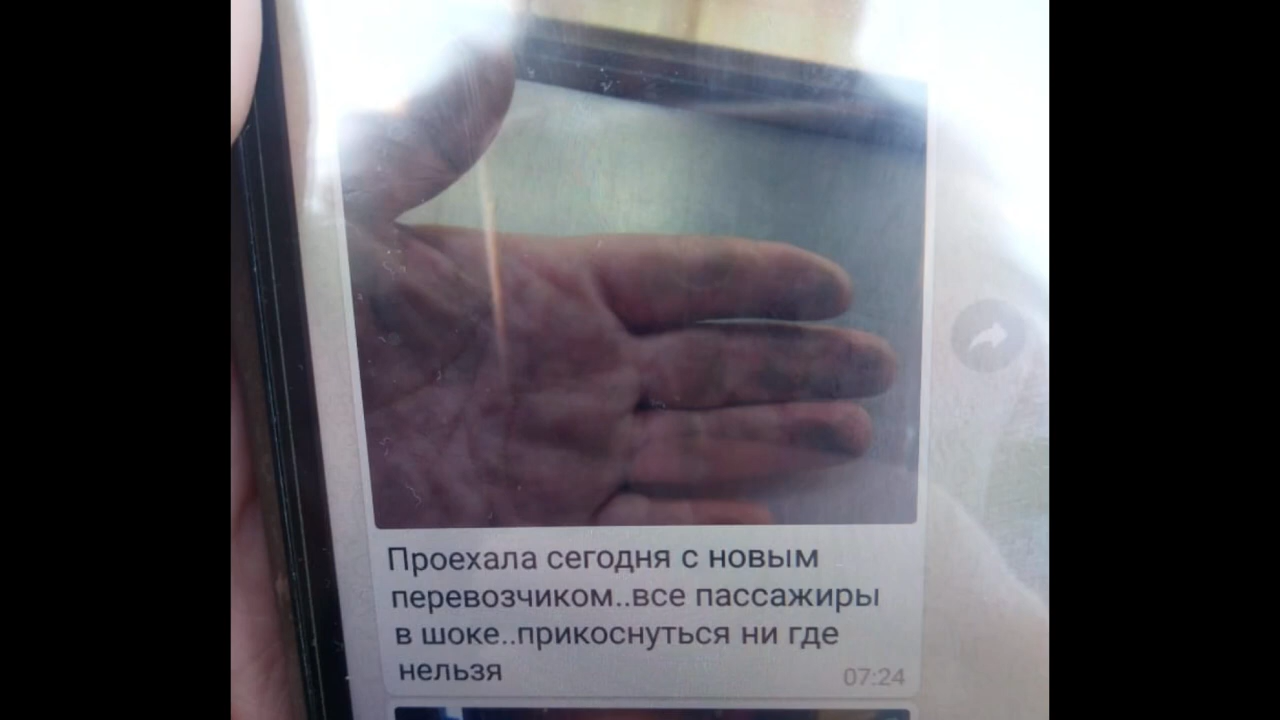 Проехала сегодня с новым
перевозчиком..все пассажиры
в шоке..прикоснуться ни где
нельзя
07:24